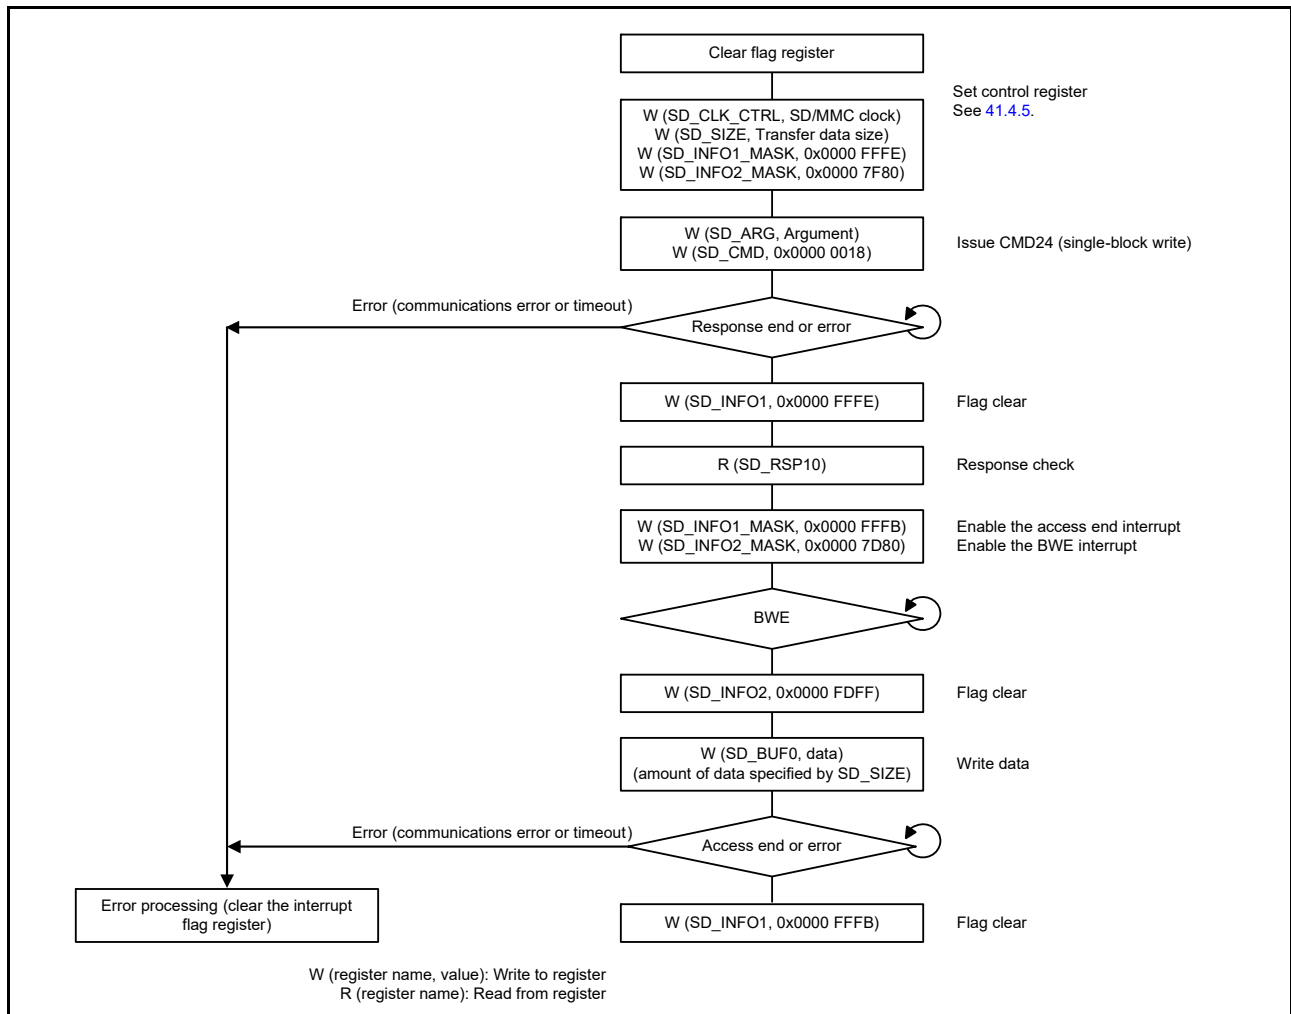 Clear flag register
Set control register
See 41.4.5.
W (SD_CLK_CTRL, SD/MMC clock)
W (SD_SIZE, Transfer data size)
W (SD_INFO1_MASK, 0x0000 FFFE)
W (SD_INFO2_MASK, 0x0000 7F80)
W (SD_ARG, Argument)
W (SD_CMD, 0x0000 0018)
Issue CMD24 (single-block write)
Error (communications error or timeout)
Response end or error
W (SD_INFO1, 0x0000 FFFE)
Flag clear
R (SD_RSP10)
Response check
W (SD_INFO1_MASK, 0x0000 FFFB)
W (SD_INFO2_MASK, 0x0000 7D80)
Enable the access end interrupt
Enable the BWE interrupt
BWE
W (SD_INFO2, 0x0000 FDFF)
Flag clear
W (SD_BUF0, data)
(amount of data specified by SD_SIZE)
Write data
Error (communications error or timeout)
Access end or error
Error processing (clear the interrupt
flag register)
W (SD_INFO1, 0x0000 FFFB)
Flag clear
W (register name, value): Write to register
R (register name): Read from register